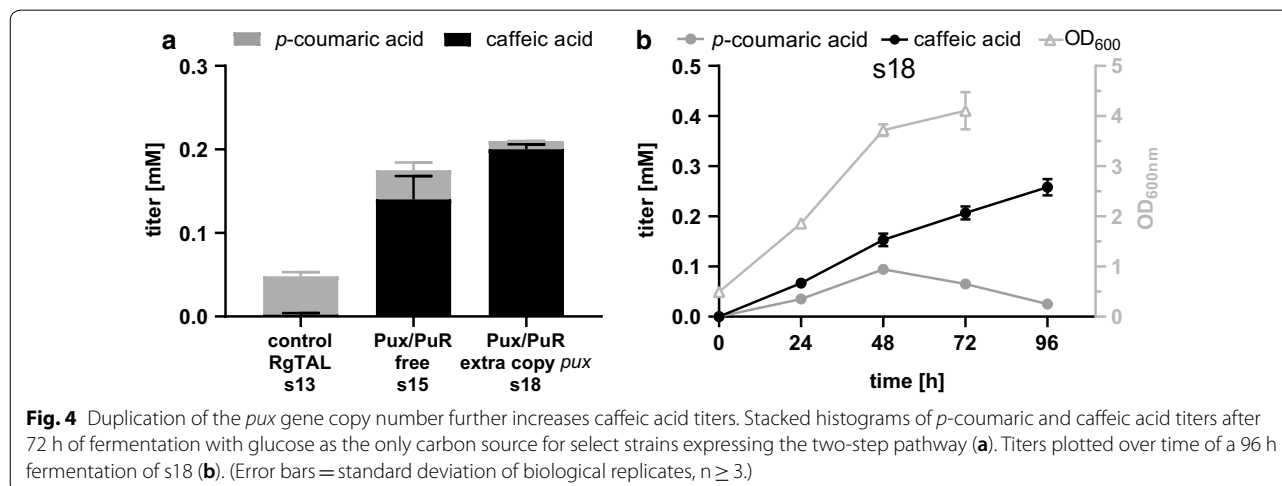 a
p-coumaric acid caffeic acid
0.3
0.2
0.1
0.0
titer [mM]
control
RgTAL
s13
Pux/PuR
free
s15
Pux/PuR
extra copy pux
s18
b
p-coumaric acid caffeic acid OD600
s18
0.5
0.4
0.3
0.2
0.1
0.0
titer [mM]
5
4
3
2
1
0
OD600nm
0 24 48 72 96
time [h]
Fig. 4 Duplication of the pux gene copy number further increases caffeic acid titers. Stacked histograms of p-coumaric and caffeic acid titers after
72 h of fermentation with glucose as the only carbon source for select strains expressing the two-step pathway (a). Titers plotted over time of a 96 h
fermentation of s18 (b). (Error bars = standard deviation of biological replicates, n ≥ 3.)